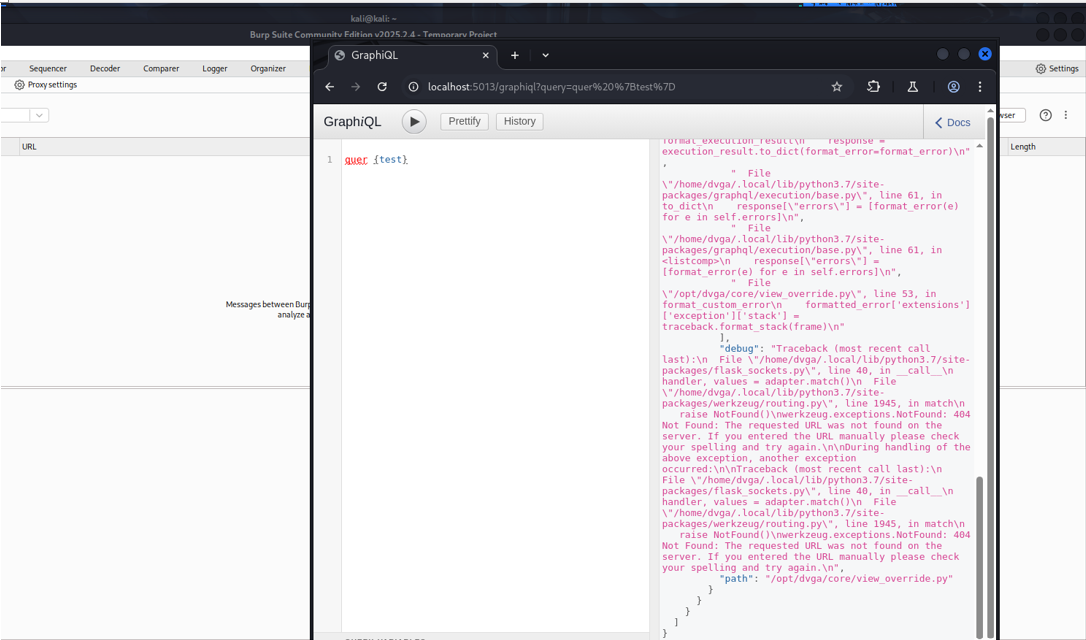 kali@kali: ~
Burp Suite Community Edition v2025.2.4 - Temporary Project
Sequencer Decoder Comparer Logger Organizer
Settings
Proxy settings
URL
Length
Messages between Burp
analyze a
GraphiQL
localhost:5013/graphiql?query=quer%20%7Btest%7D
GraphiQL Prettify History Docs
1 quer {test}
format_execution_result\n response =
execution_result.to_dict(format_error=format_error)\n"
,
" File
\"/home/dvga/.local/lib/python3.7/site-
packages/graphql/execution/base.py\", line 61, in
to_dict\n response[\"errors\"] = [format_error(e)
for e in self.errors]\n",
" File
\"/home/dvga/.local/lib/python3.7/site-
packages/graphql/execution/base.py\", line 61, in
<listcomp>\n response[\"errors\"] =
[format_error(e) for e in self.errors]\n",
" File
\"/opt/dvga/core/view_override.py\", line 53, in
format_custom_error\n formatted_error['extensions']
['exception']['stack'] =
traceback.format_stack(frame)\n"
],
"debug": "Traceback (most recent call
last):\n File \"/home/dvga/.local/lib/python3.7/site-
packages/flask_sockets.py\", line 40, in __call__\n
handler, values = adapter.match()\n File
\"/home/dvga/.local/lib/python3.7/site-
packages/werkzeug/routing.py\", line 1945, in match\n
raise NotFound()\nwerkzeug.exceptions.NotFound: 404
Not Found: The requested URL was not found on the
server. If you entered the URL manually please check
your spelling and try again.\n\nDuring handling of the
above exception, another exception
occurred:\n\nTraceback (most recent call last):\n
File \"/home/dvga/.local/lib/python3.7/site-
packages/flask_sockets.py\", line 40, in __call__\n
handler, values = adapter.match()\n File
\"/home/dvga/.local/lib/python3.7/site-
packages/werkzeug/routing.py\", line 1945, in match\n
raise NotFound()\nwerkzeug.exceptions.NotFound: 404
Not Found: The requested URL was not found on the
server. If you entered the URL manually please check
your spelling and try again.\n",
"path": "/opt/dvga/core/view_override.py"
}
}
}
]
}